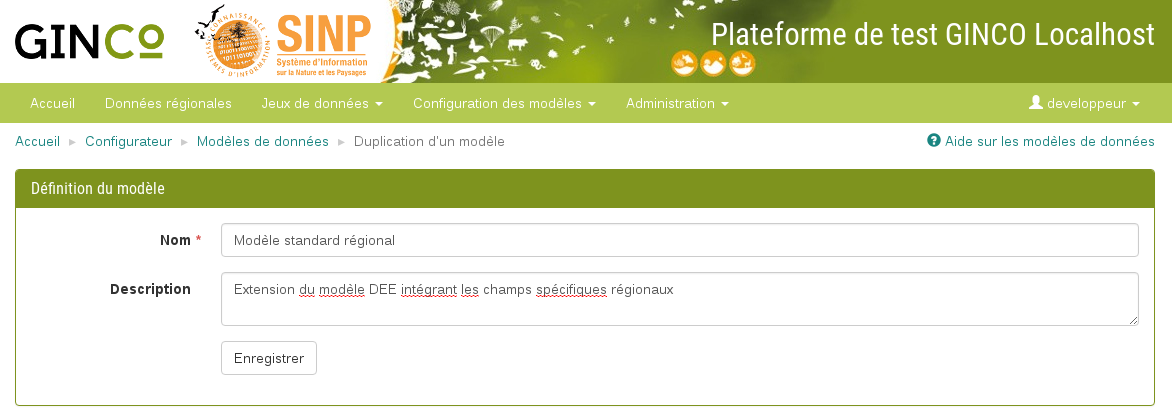 GINCO
CONNAISSANCE
SYSTÈMES D'INFORMATION
SINP
Système d'Information
sur la Nature et les Paysages
Plateforme de test GINCO Localhost
Accueil Données régionales Jeux de données Configuration des modèles Administration developpeur
Accueil ► Configurateur ► Modèles de données ► Duplication d'un modèle Aide sur les modèles de données
Définition du modèle
Nom * Modèle standard régional
Description Extension du modèle DEE intégrant les champs spécifiques régionaux
Enregistrer